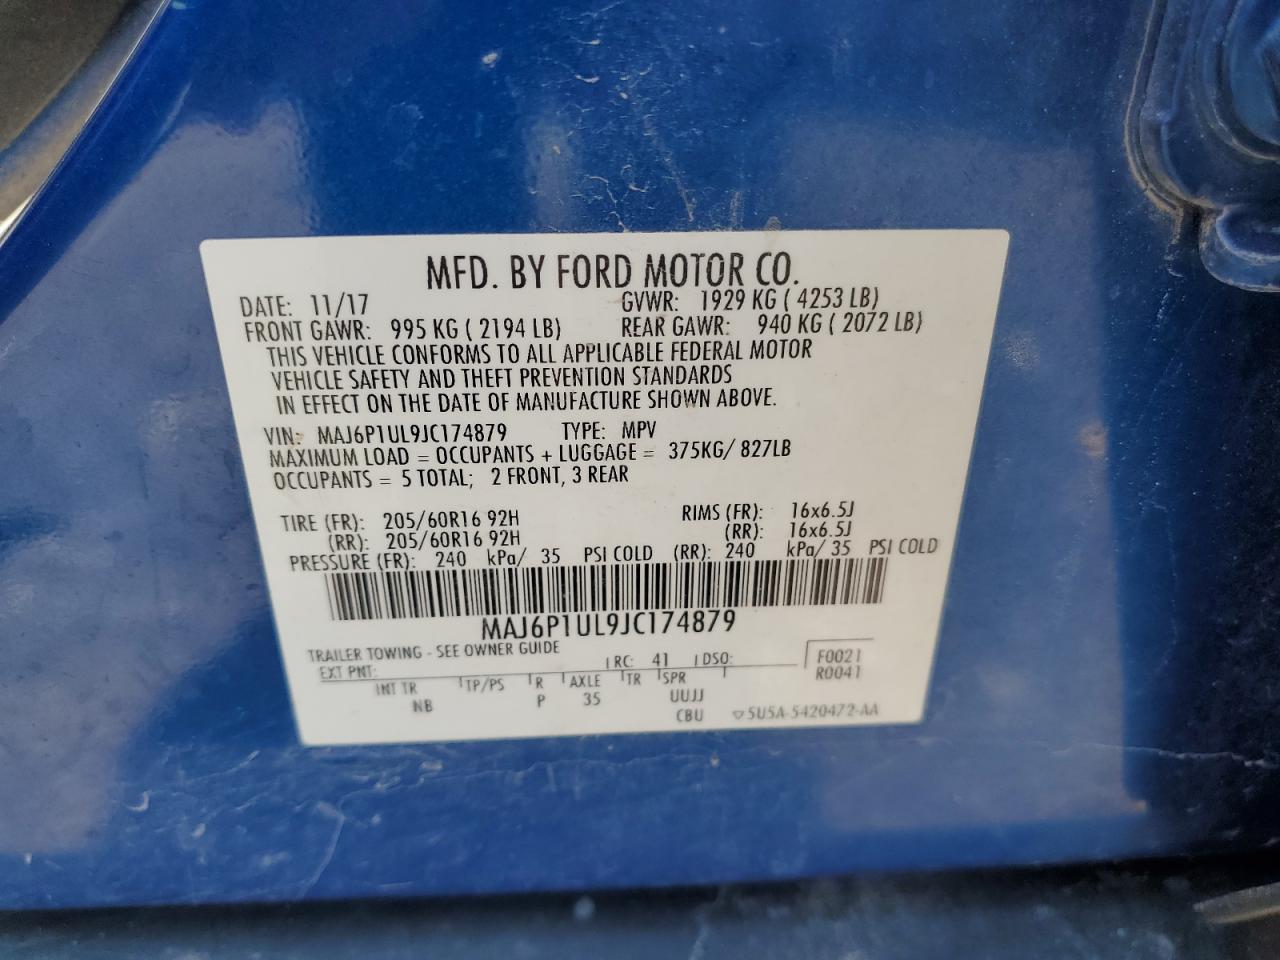 MFD. BY FORD MOTOR CO.
DATE: 11/17 GVWR: 1929 KG ( 4253 LB)
FRONT GAWR: 995 KG ( 2194 LB) REAR GAWR: 940 KG ( 2072 LB)
THIS VEHICLE CONFORMS TO ALL APPLICABLE FEDERAL MOTOR
VEHICLE SAFETY AND THEFT PREVENTION STANDARDS
IN EFFECT ON THE DATE OF MANUFACTURE SHOWN ABOVE.
VIN: MAJ6P1UL9JC174879 TYPE: MPV
MAXIMUM LOAD = OCCUPANTS + LUGGAGE = 375KG/ 827LB
OCCUPANTS = 5 TOTAL; 2 FRONT, 3 REAR
TIRE (FR): 205/60R16 92H RIMS (FR): 16x6.5J
(RR): 205/60R16 92H (RR): 16x6.5J
PRESSURE (FR): 240 kPa/ 35 PSI COLD (RR): 240 kPa/ 35 PSI COLD
MAJ6P1UL9JC174879
TRAILER TOWING - SEE OWNER GUIDE
EXT PNT: RC: 41 DSO: F0021
R0041
INT TR TP/PS R AXLE TR SPR
NB P 35 UUJJ
CBU 5U5A-5420472-AA